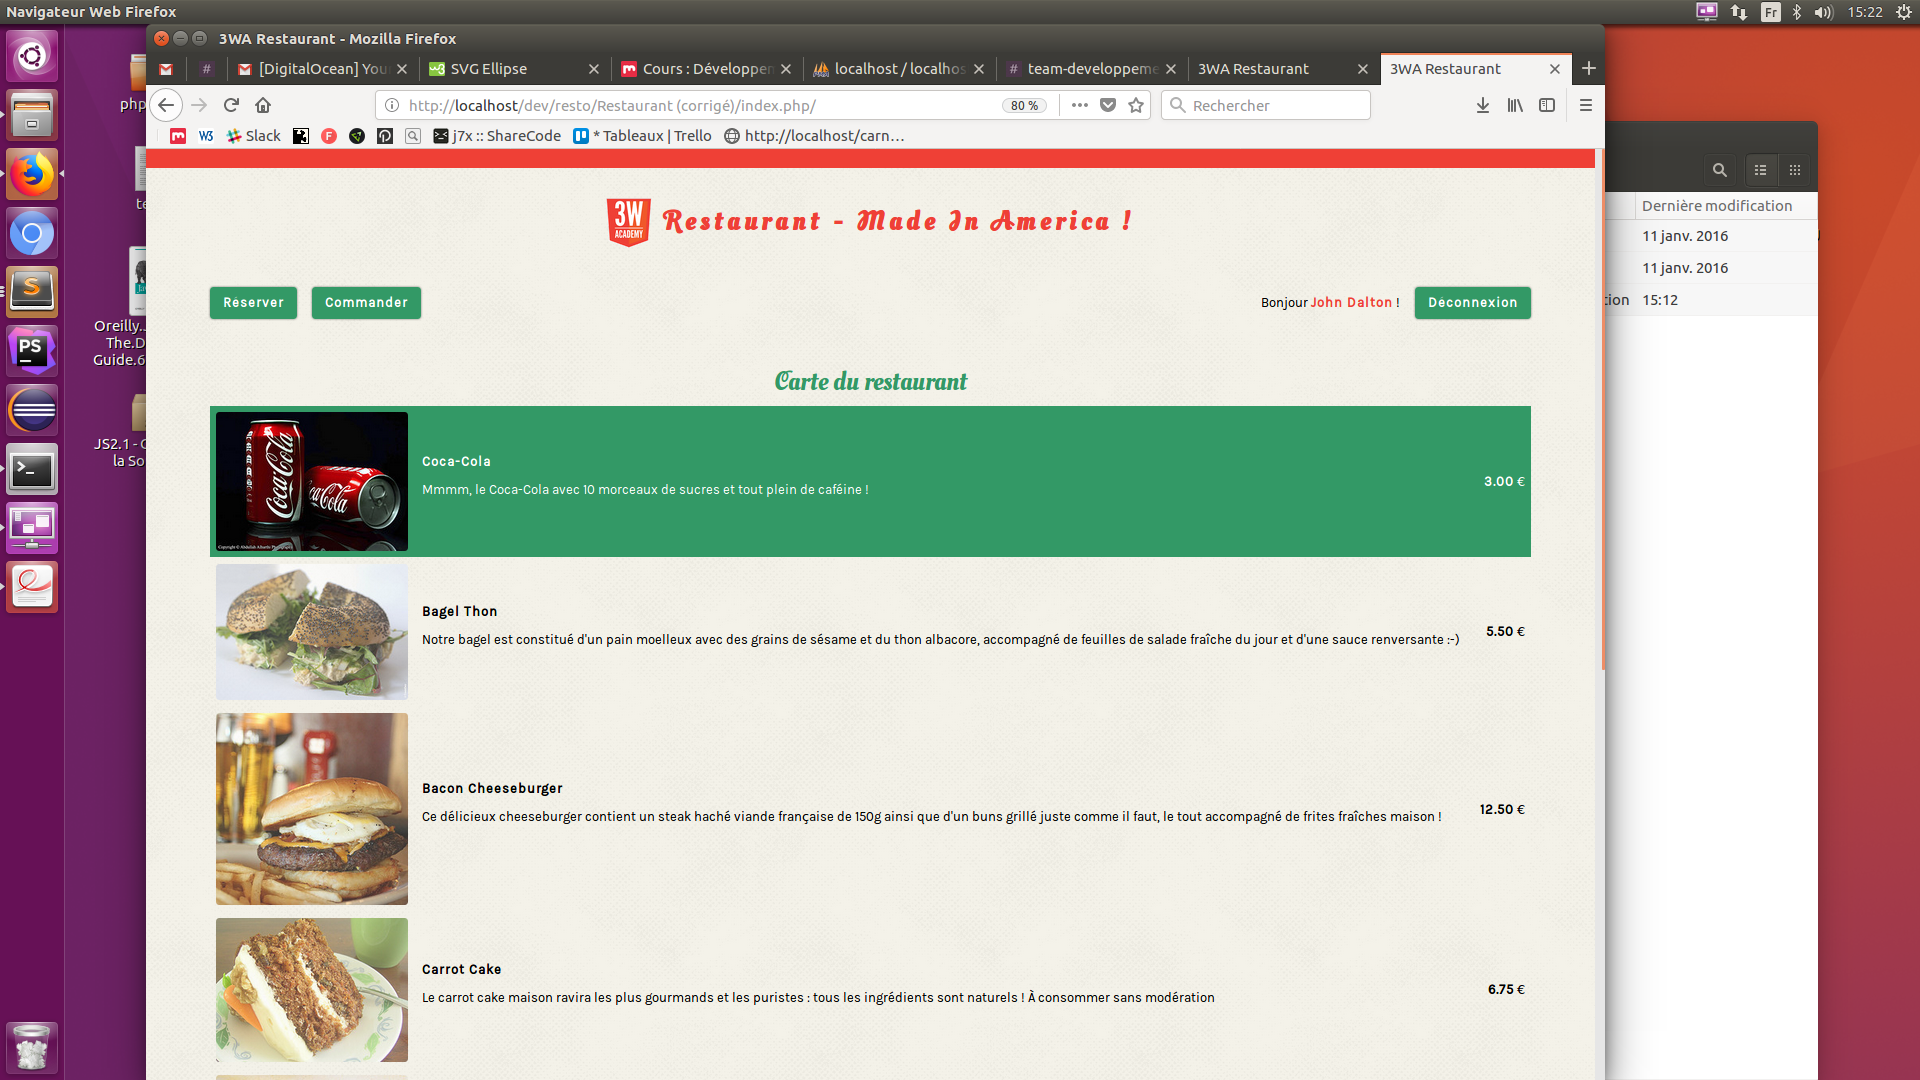 Navigateur Web Firefox
Fr
15:22
3WA Restaurant - Mozilla Firefox
[DigitalOcean] You
SVG Ellipse
Cours : Développem
localhost / localhos
# team-developpeme
3WA Restaurant
3WA Restaurant
http://localhost/dev/resto/Restaurant (corrigé)/index.php/
80 %
Rechercher
Slack
j7x :: ShareCode
* Tableaux | Trello
http://localhost/carn…
php
te
Oreilly..
The.D
Guide.6
JS2.1 - C
la So
PS
Dernière modification
11 janv. 2016
11 janv. 2016
tion
15:12
3W
ACADEMY
Restaurant - Made In America !
Réserver
Commander
Bonjour John Dalton !
Déconnexion
Carte du restaurant
Coca-Cola
Coca-Cola
Coca-Cola
Mmmm, le Coca-Cola avec 10 morceaux de sucres et tout plein de caféine !
3.00 €
Bagel Thon
Notre bagel est constitué d'un pain moelleux avec des grains de sésame et du thon albacore, accompagné de feuilles de salade fraîche du jour et d'une sauce renversante :-)
5.50 €
Bacon Cheeseburger
Ce délicieux cheeseburger contient un steak haché viande française de 150g ainsi que d'un buns grillé juste comme il faut, le tout accompagné de frites fraîches maison !
12.50 €
Carrot Cake
Le carrot cake maison ravira les plus gourmands et les puristes : tous les ingrédients sont naturels ! À consommer sans modération
6.75 €